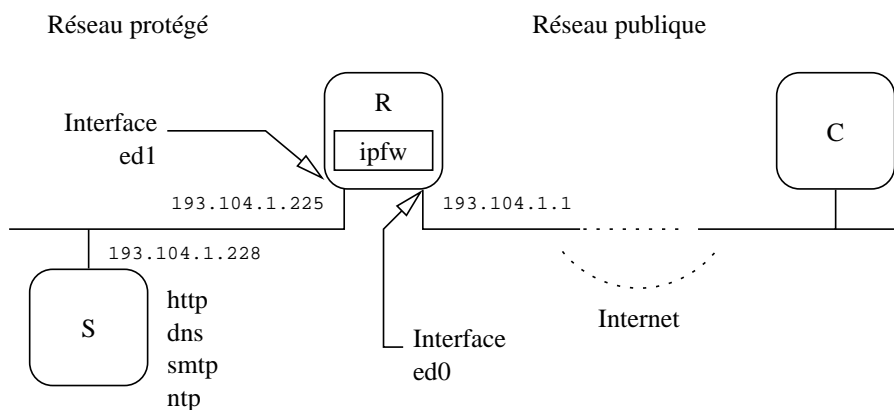 Réseau protégé
Réseau publique
R
ipfw
C
Interface
ed1
193.104.1.225
193.104.1.1
193.104.1.228
S
http
dns
smtp
ntp
Interface
ed0
Internet